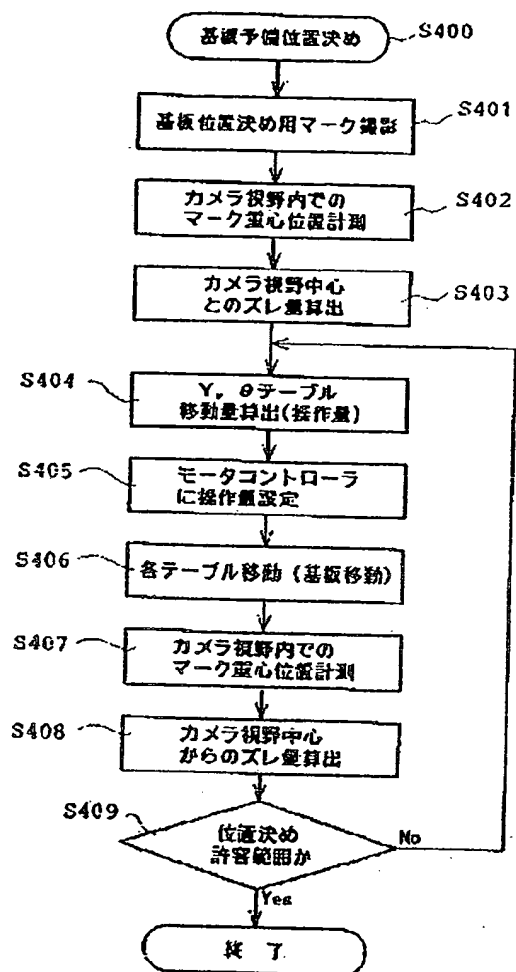 基板予備位置決め
S400
基板位置決め用マーク撮影
S401
カメラ視野内での
マーク重心位置計測
S402
カメラ視野中心
とのズレ量算出
S403
S404
Y, θテーブル
移動量算出(操作量)
S405
モータコントローラ
に操作量設定
S406
各テーブル移動(基板移動)
S407
カメラ視野内での
マーク重心位置計測
S408
カメラ視野中心
からのズレ量算出
S409
位置決め
許容範囲か
No
Yes
終 了